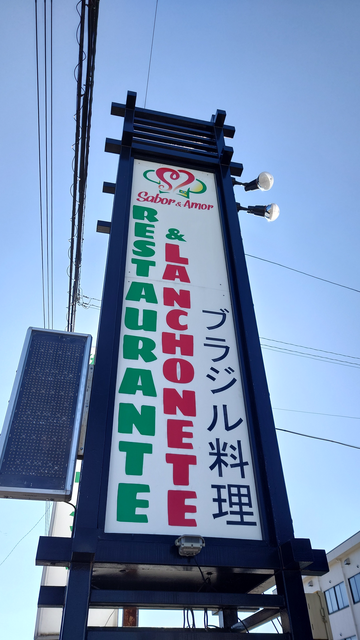 Sabor & Amor
RESTAURANTE
& LANCHONETE
ブラジル料理